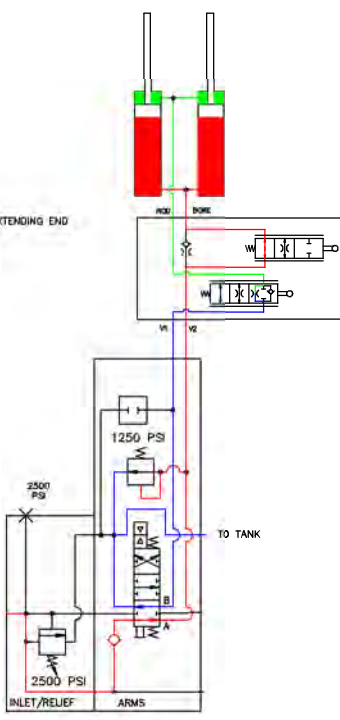 XTENDING END
ROD BORE
V1 V2
1250 PSI
2500
PSI
TO TANK
B
A
2500 PSI
INLET/RELIEF ARMS